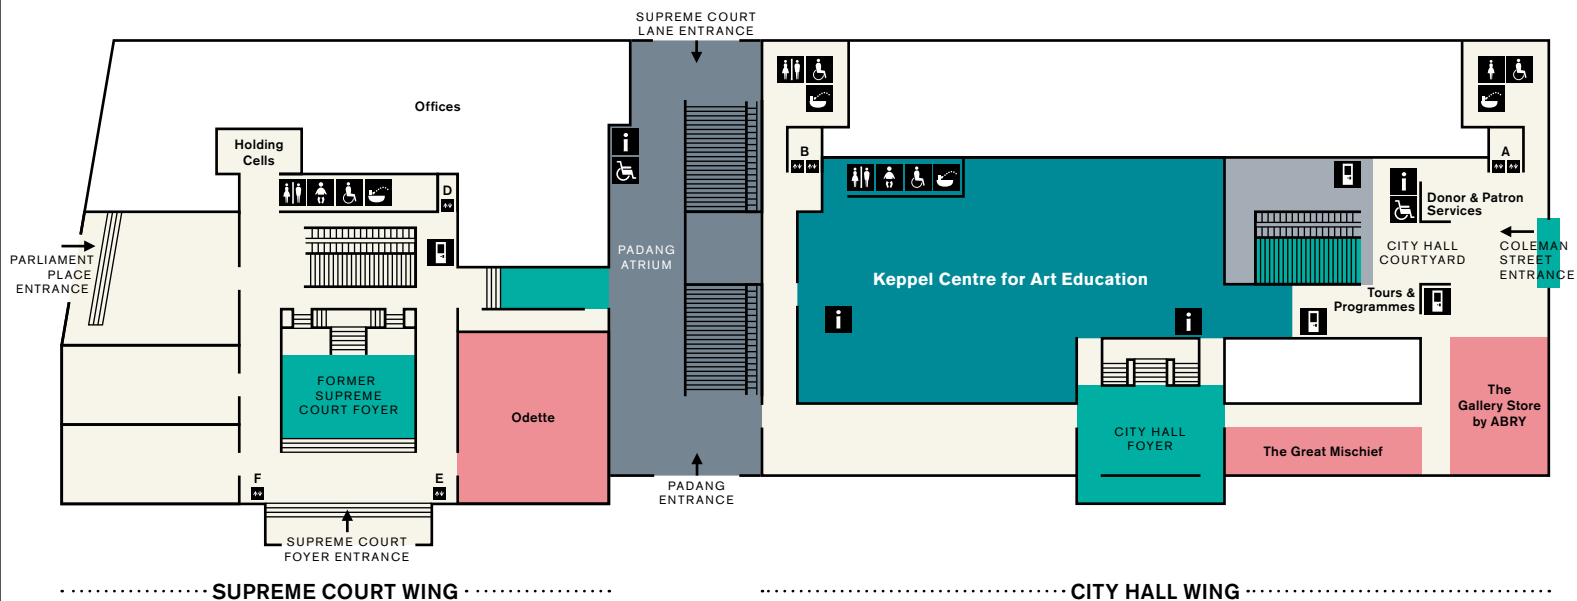 SUPREME COURT
LANE ENTRANCE
Offices
Holding
Cells
D
B
A
i
i
Donor & Patron
Services
PARLIAMENT
PLACE
ENTRANCE
PADANG
ATRIUM
Keppel Centre for Art Education
CITY HALL
COURTYARD
COLEMAN
STREET
ENTRANCE
Tours &
Programmes
i
i
FORMER
SUPREME
COURT FOYER
Odette
CITY HALL
FOYER
The Great Mischief
The
Gallery Store
by ABRY
F
E
PADANG
ENTRANCE
SUPREME COURT
FOYER ENTRANCE
SUPREME COURT WING
CITY HALL WING